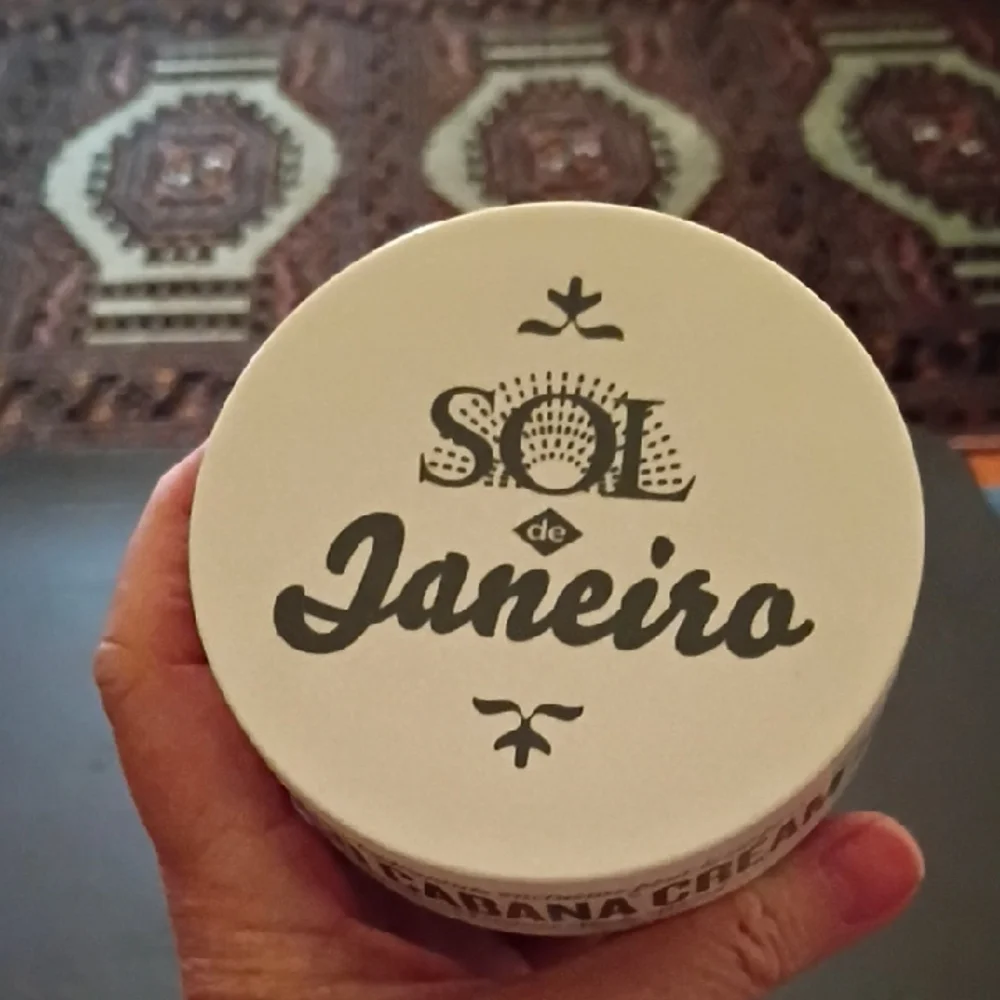 SOL
de
Janeiro
CABANA CREAM